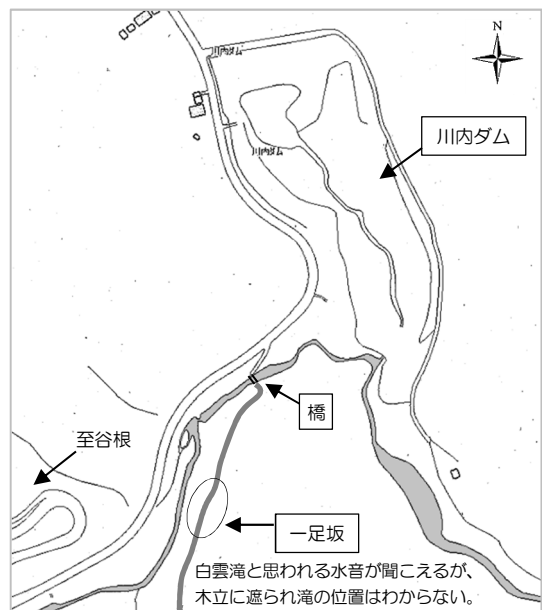 N
川内ダム
川内ダム
川内ダム
橋
至谷根
一足坂
白雲滝と思われる水音が聞こえるが、
木立に遮られ滝の位置はわからない。